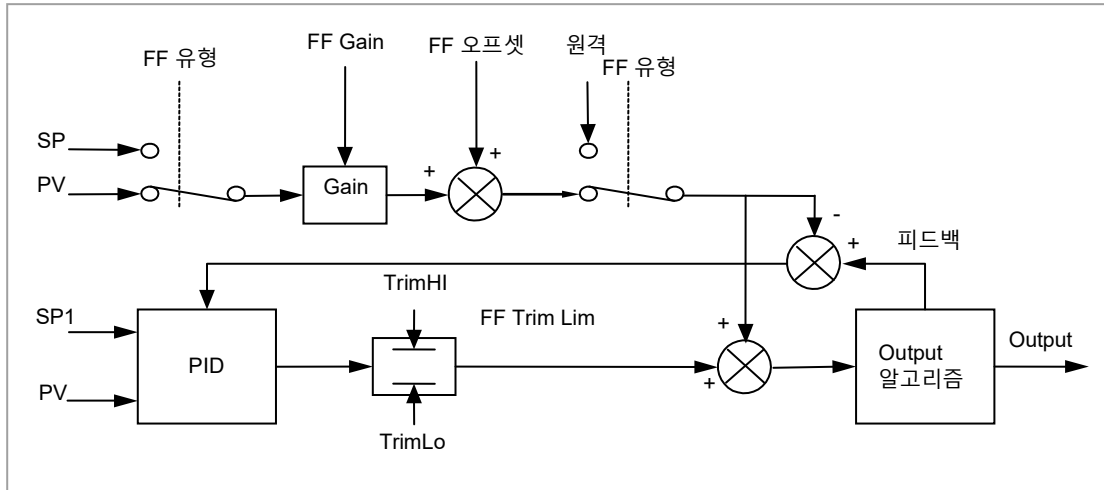 FF Gain
FF 오프셋
원격
FF 유형
FF 유형
SP
PV
Gain
+
+
-
+
피드백
TrimHI
FF Trim Lim
SP1
PID
PV
TrimLo
+
+
Output
알고리즘
Output